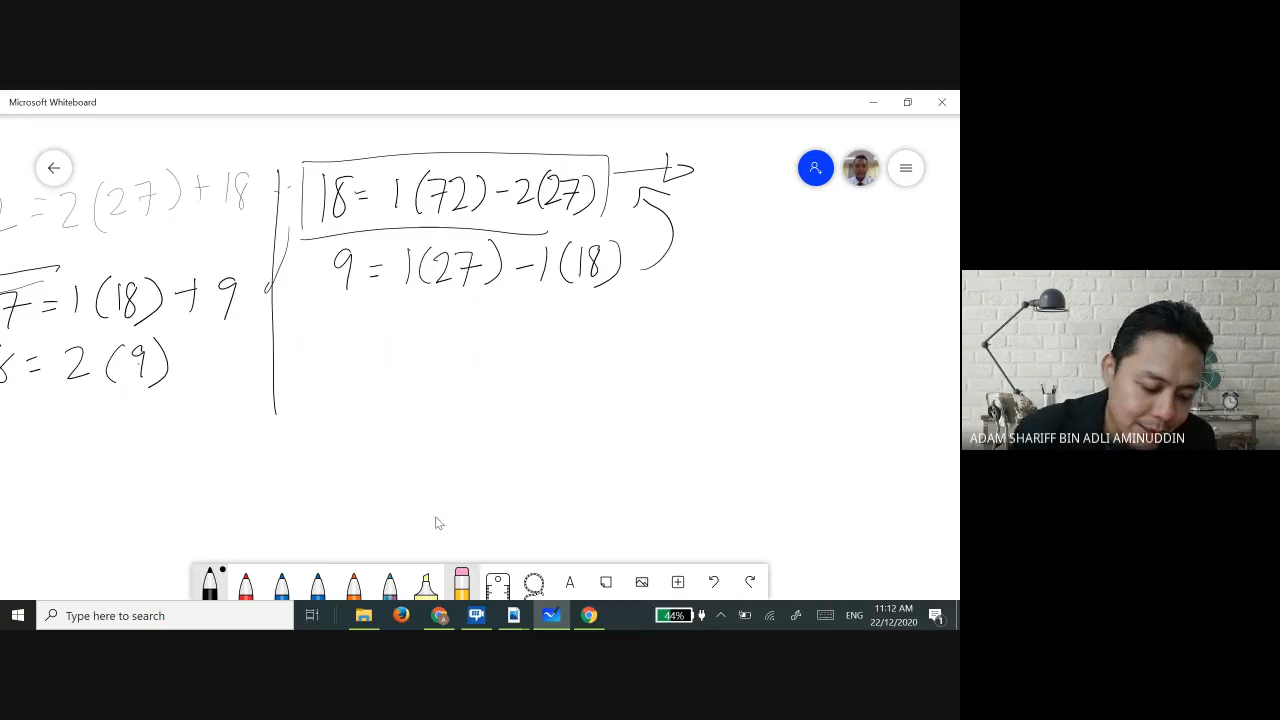 Microsoft Whiteboard
= 2(27) + 18
18 = 1(72) - 2(27)
9 = 1(27) - 1(18)
7 = 1(18) + 9
= 2(9)
ADAM SHARIFF BIN ADLI AMINUDDIN
A
Type here to search
44%
ENG
11:12 AM
22/12/2020
1